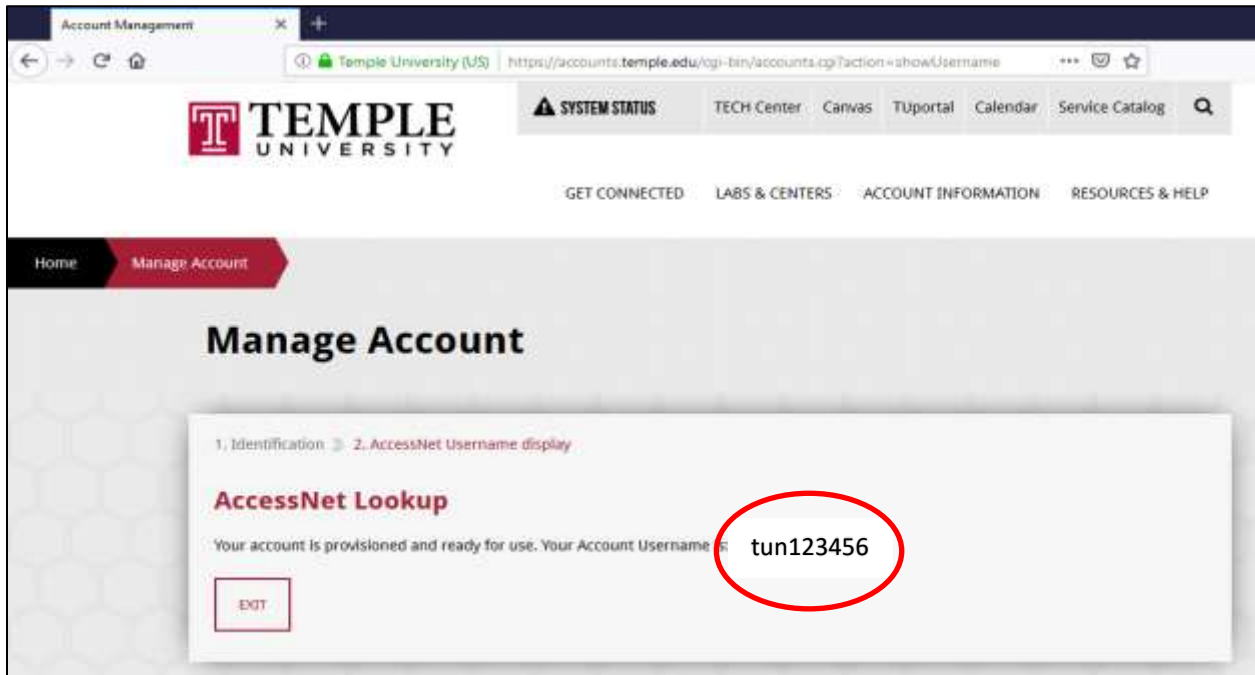 Account Management
Temple University (US) https://accounts.temple.edu/cgi-bin/accounts.cgi?action=showUsername
TEMPLE
UNIVERSITY
SYSTEM STATUS TECH Center Canvas TUportal Calendar Service Catalog
GET CONNECTED LABS & CENTERS ACCOUNT INFORMATION RESOURCES & HELP
Home Manage Account
Manage Account
1. Identification 2. AccessNet Username display
AccessNet Lookup
Your account is provisioned and ready for use. Your Account Username is: tun123456
EXIT